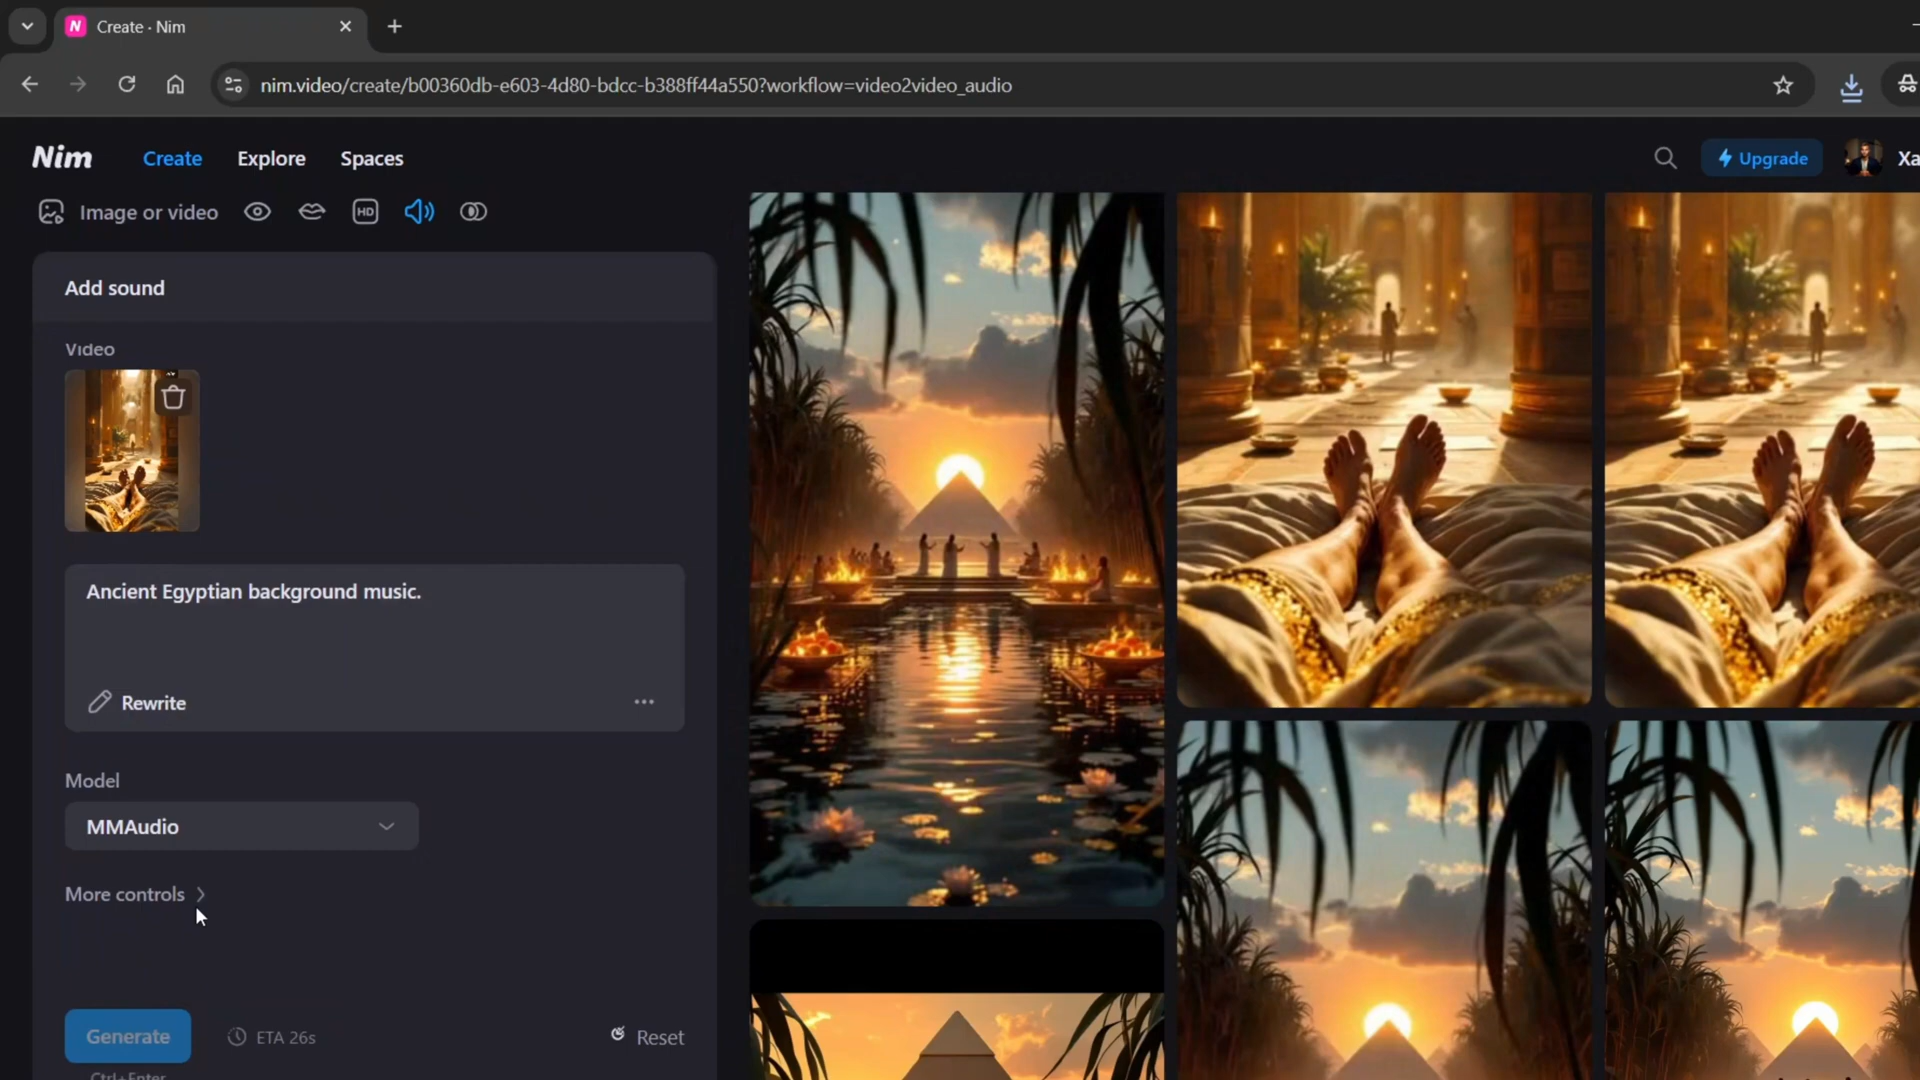 Create · Nim
nim.video/create/b00360db-e603-4d80-bdcc-b388ff44a550?workflow=video2video_audio
Nim
Create
Explore
Spaces
Upgrade
Xa
Image or video
HD
Add sound
Video
Ancient Egyptian background music.
Rewrite
Model
MMAudio
More controls
Generate
ETA 26s
Reset
Ctrl+Enter